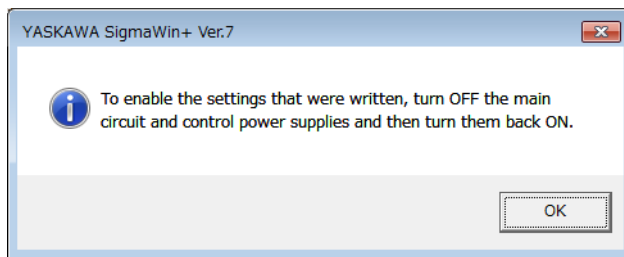 YASKAWA SigmaWin+ Ver.7
To enable the settings that were written, turn OFF the main
circuit and control power supplies and then turn them back ON.
OK